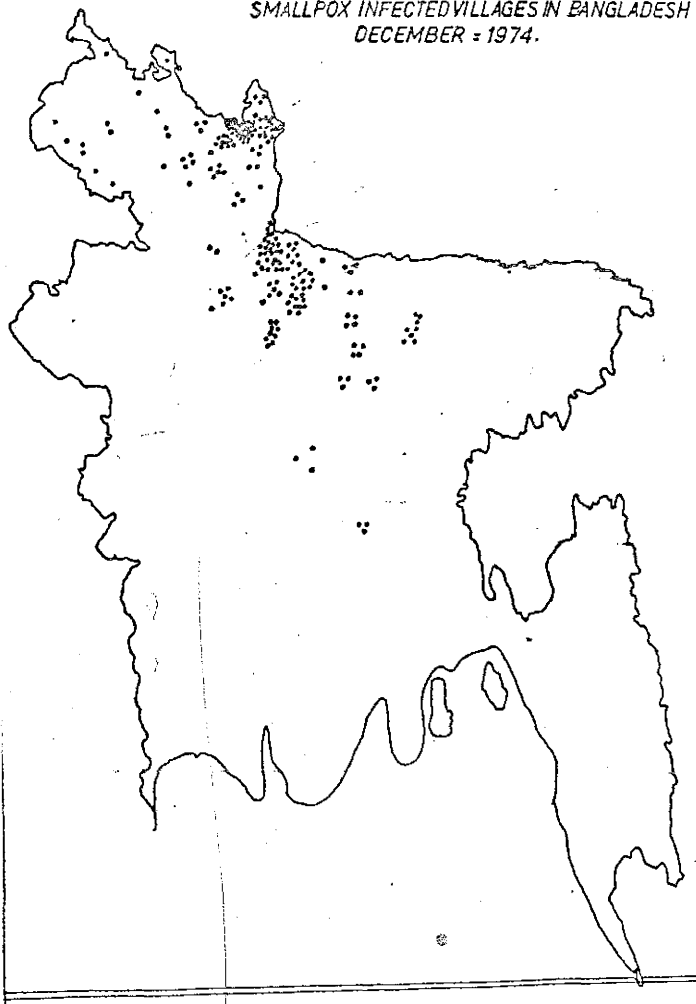 SMALLPOX INFECTED VILLAGES IN BANGLADESH
DECEMBER = 1974.